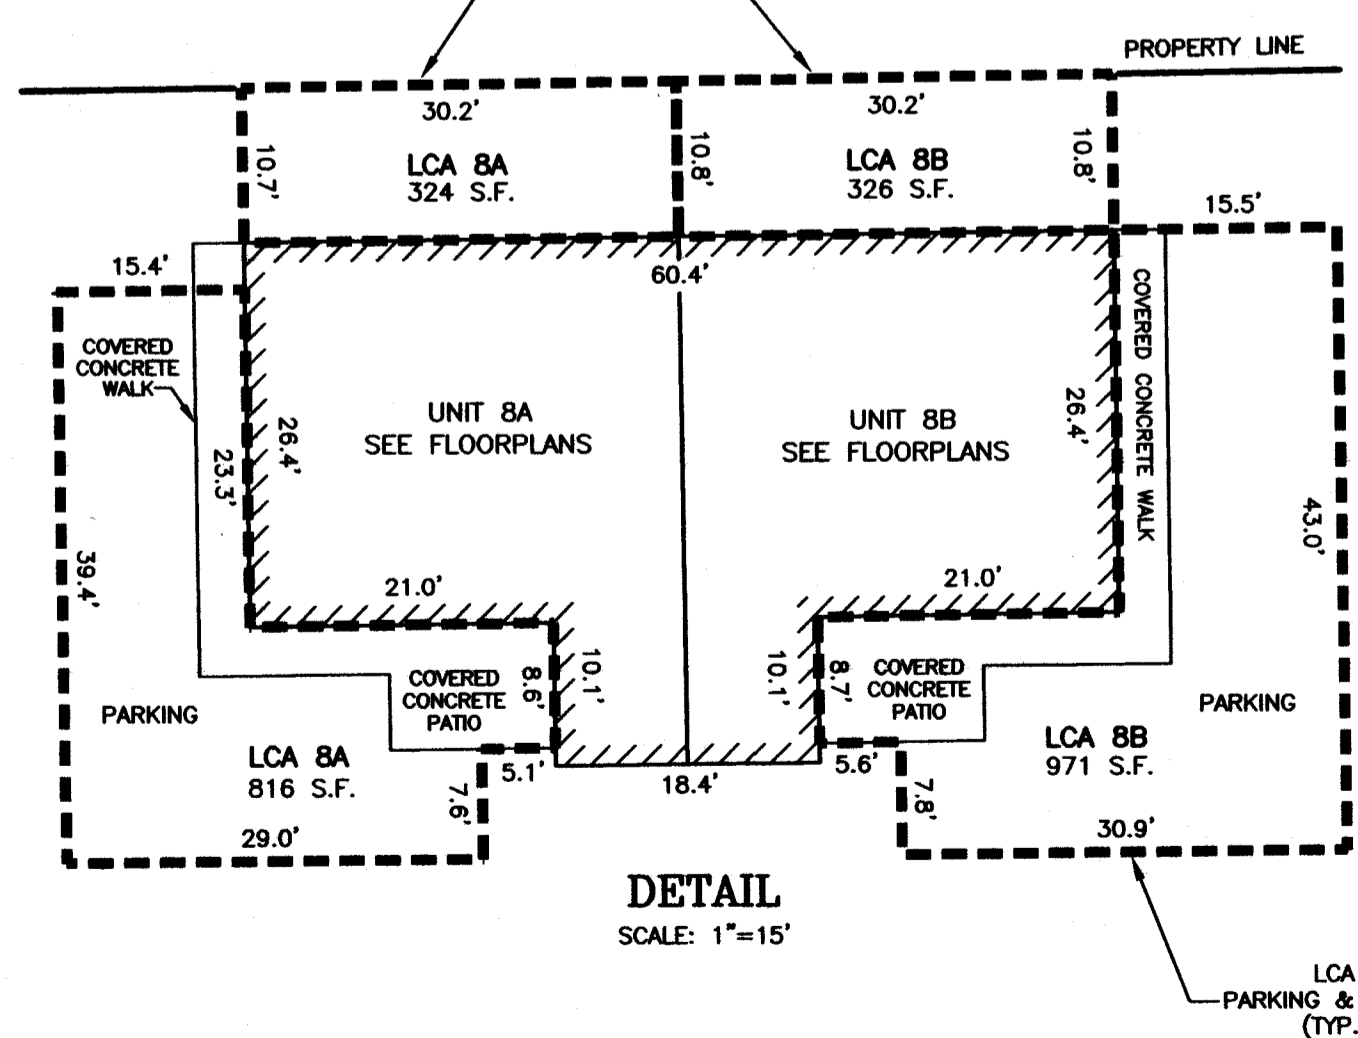 PROPERTY LINE
30.2'
30.2'
10.7'
LCA 8A
324 S.F.
10.8'
LCA 8B
326 S.F.
10.8'
15.5'
15.4'
60.4'
COVERED
CONCRETE
WALK
COVERED CONCRETE WALK
UNIT 8A
SEE FLOORPLANS
UNIT 8B
SEE FLOORPLANS
26.4'
26.4'
23.3'
43.0'
39.4'
21.0'
21.0'
COVERED
CONCRETE
PATIO
8.6'
10.1'
10.1'
8.7'
COVERED
CONCRETE
PATIO
PARKING
PARKING
LCA 8A
816 S.F.
LCA 8B
971 S.F.
5.1'
18.4'
5.6'
7.6'
7.8'
29.0'
30.9'
DETAIL
SCALE: 1"=15'
LCA
PARKING &
(TYP.